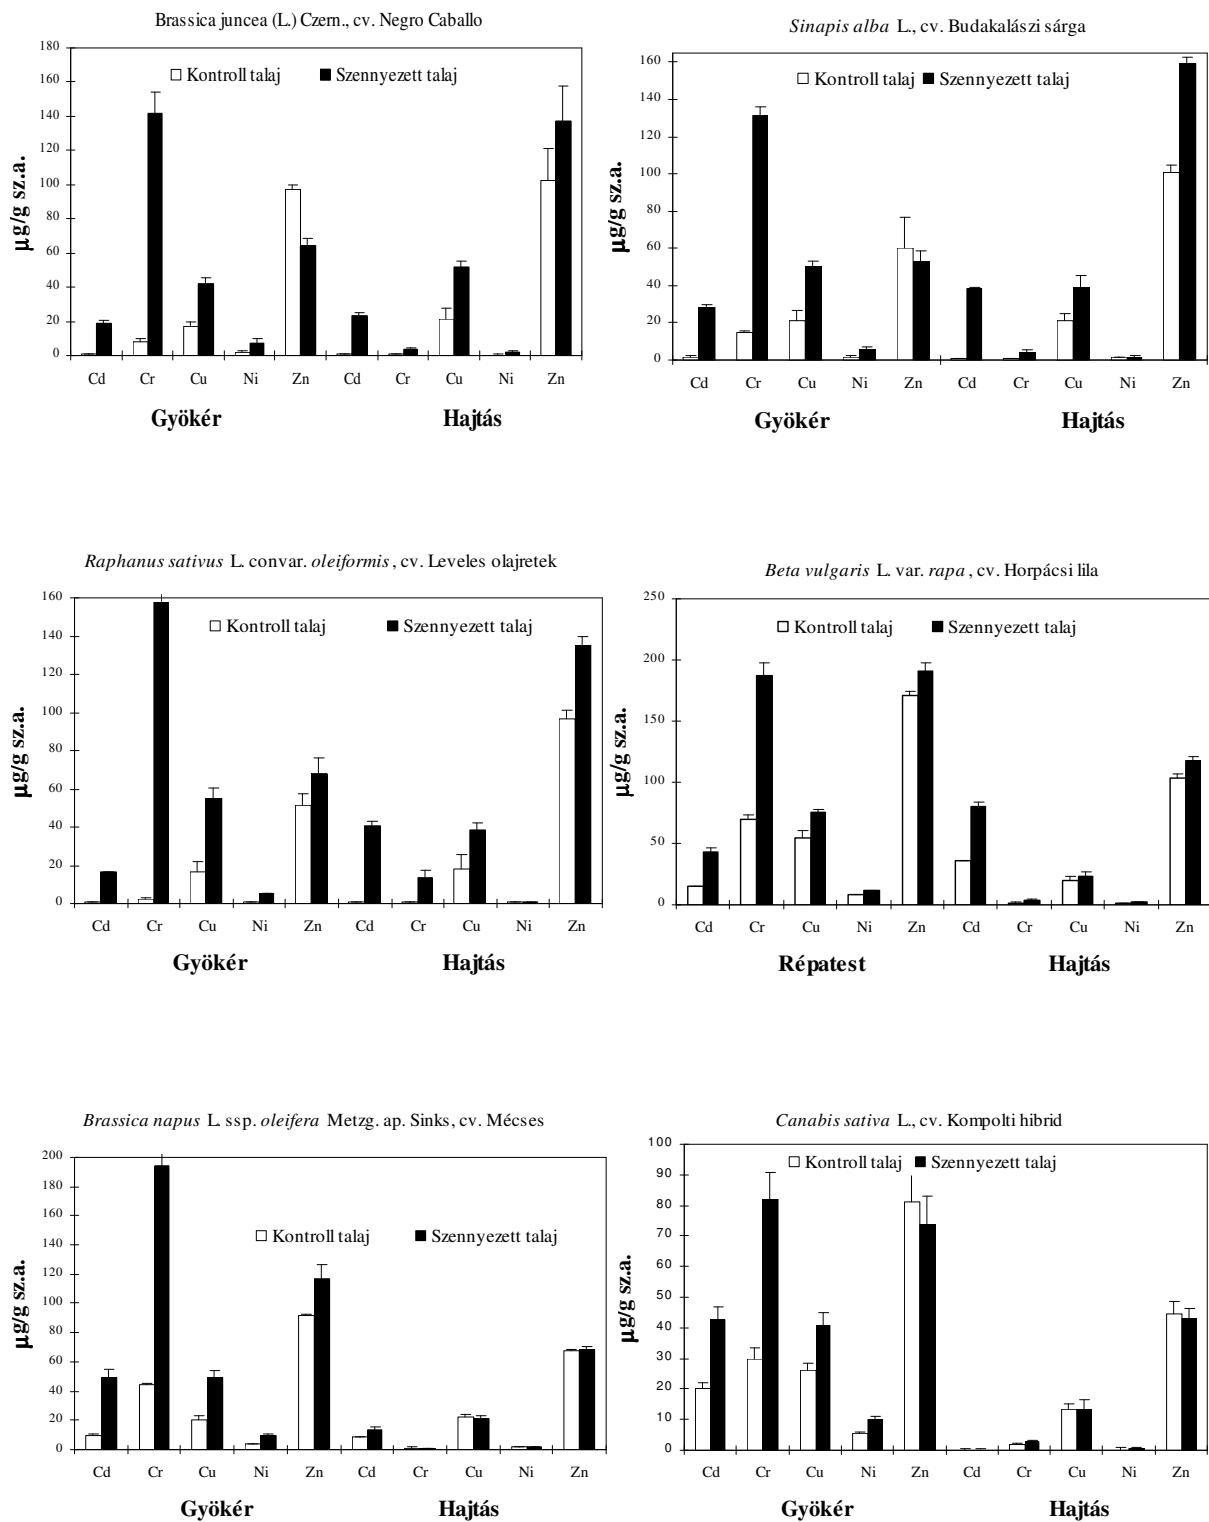 Brassica juncea (L.) Czern., cv. Negro Caballo
180
160
140
120
100
80
60
40
20
0
µg/g sz.a.
Kontroll talaj Szennyezett talaj
Cd Cr Cu Ni Zn Cd Cr Cu Ni Zn
Gyökér Hajtás
Sinapis alba L., cv. Budakalászi sárga
160
140
120
100
80
60
40
20
0
µg/g sz.a.
Kontroll talaj Szennyezett talaj
Cd Cr Cu Ni Zn Cd Cr Cu Ni Zn
Gyökér Hajtás
Raphanus sativus L. convar. oleiformis, cv. Leveles olajretek
160
140
120
100
80
60
40
20
0
µg/g sz.a.
Kontroll talaj Szennyezett talaj
Cd Cr Cu Ni Zn Cd Cr Cu Ni Zn
Gyökér Hajtás
Beta vulgaris L. var. rapa, cv. Horpácsi lila
250
200
150
100
50
0
µg/g sz.a.
Kontroll talaj Szennyezett talaj
Cd Cr Cu Ni Zn Cd Cr Cu Ni Zn
Répatest Hajtás
Brassica napus L. ssp. oleifera Metzg. ap. Sinks, cv. Mécses
200
180
160
140
120
100
80
60
40
20
0
µg/g sz.a.
Kontroll talaj Szennyezett talaj
Cd Cr Cu Ni Zn Cd Cr Cu Ni Zn
Gyökér Hajtás
Canabis sativa L., cv. Kompolti hibrid
100
90
80
70
60
50
40
30
20
10
0
µg/g sz.a.
Kontroll talaj Szennyezett talaj
Cd Cr Cu Ni Zn Cd Cr Cu Ni Zn
Gyökér Hajtás